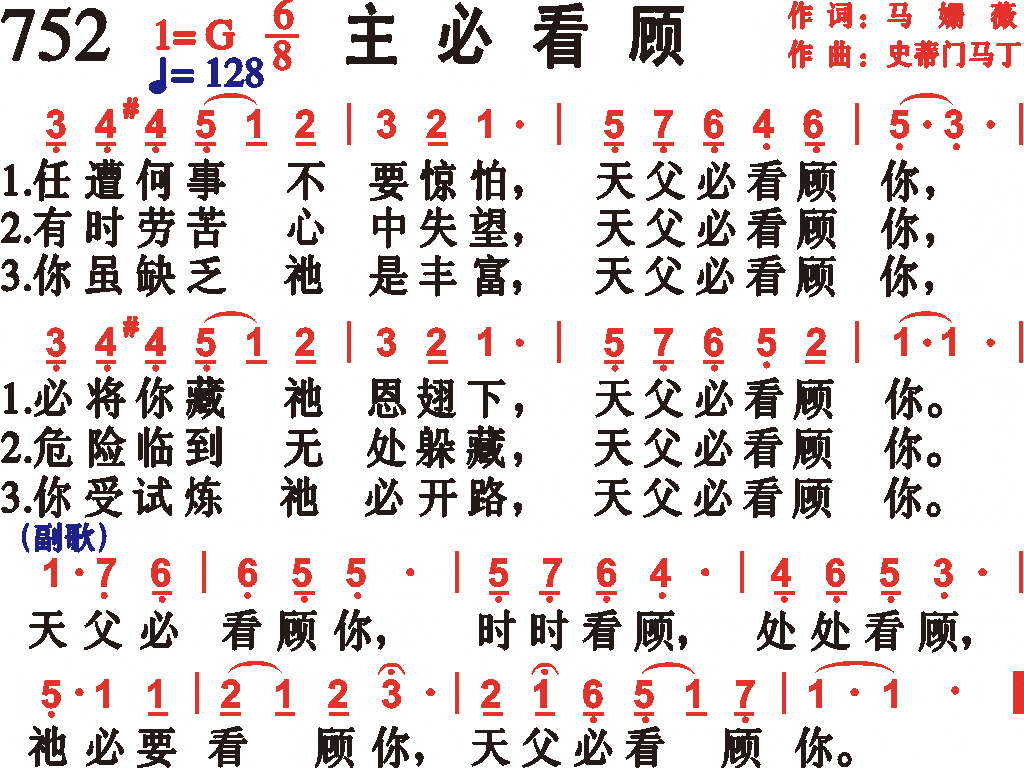 752 1=G 6/8 主必看顾 作词：马姗薇
♩=128 作曲：史蒂门马丁
3 4 #4 5 1 2 | 3 2 1 · | 5 7 6 4 6 | 5 · 3 · |
1.任遭何事 不 要惊怕， 天父必看顾 你，
2.有时劳苦 心 中失望， 天父必看顾 你，
3.你虽缺乏 祂 是丰富， 天父必看顾 你，
3 4 #4 5 1 2 | 3 2 1 · | 5 7 6 5 2 | 1 · 1 · |
1.必将你藏 祂 恩翅下， 天父必看顾 你。
2.危险临到 无 处躲藏， 天父必看顾 你。
3.你受试炼 祂 必开路， 天父必看顾 你。
（副歌）
1 · 7 6 | 6 5 5 · | 5 7 6 4 · | 4 6 5 3 · |
天父必 看顾你， 时时看顾， 处处看顾，
5 · 1 1 | 2 1 2 3 · | 2 1 6 5 1 7 | 1 · 1 ·
祂必要 看 顾你， 天父必看 顾 你。